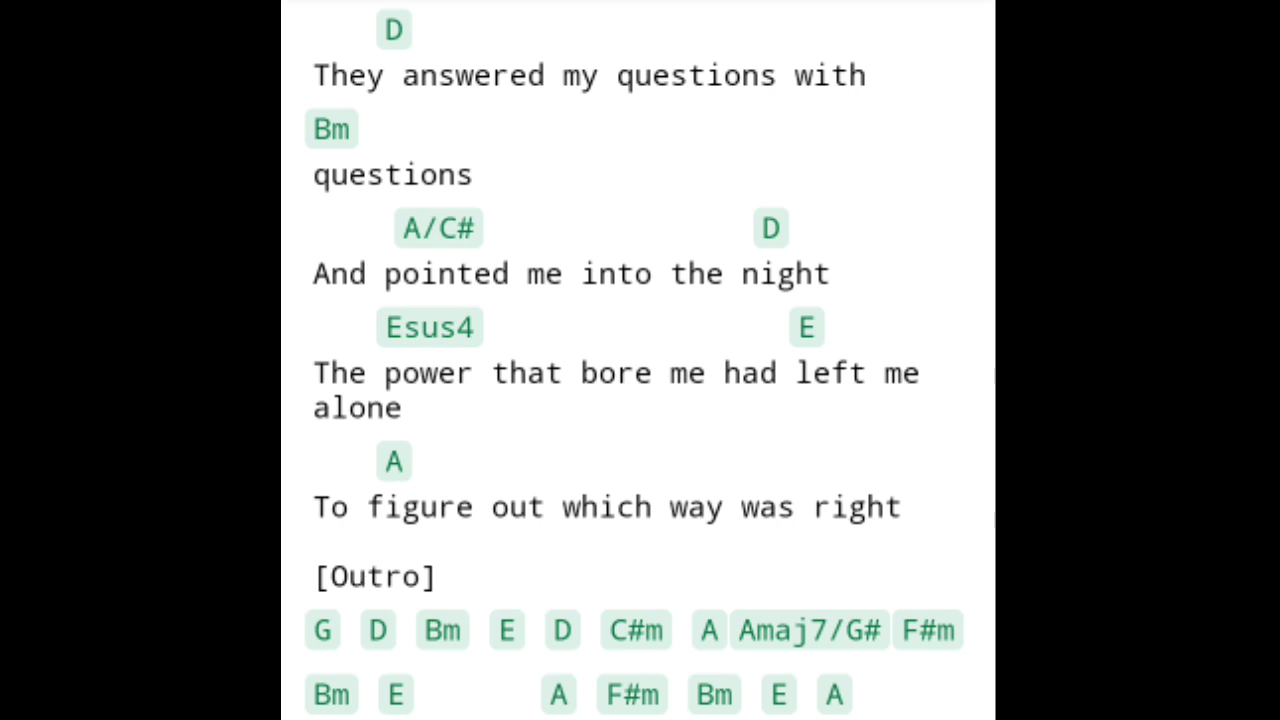 D
They answered my questions with
Bm
questions
A/C# D
And pointed me into the night
Esus4 E
The power that bore me had left me
alone
A
To figure out which way was right
[Outro]
G D Bm E D C#m A Amaj7/G# F#m
Bm E A F#m Bm E A